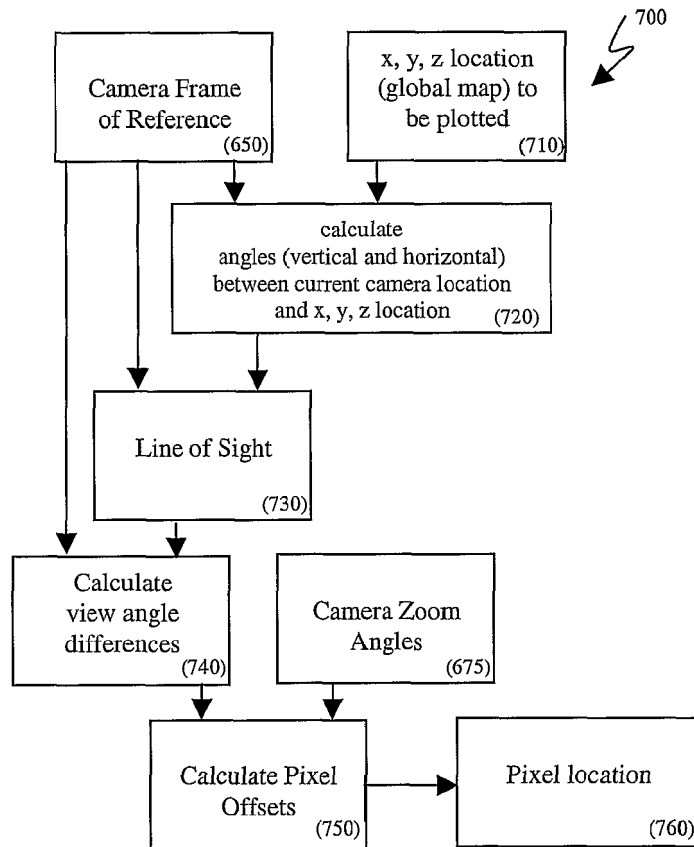 700
Camera Frame
of Reference
(650)
x, y, z location
(global map) to
be plotted
(710)
calculate
angles (vertical and horizontal)
between current camera location
and x, y, z location
(720)
Line of Sight
(730)
Calculate
view angle
differences
(740)
Camera Zoom
Angles
(675)
Calculate Pixel
Offsets
(750)
Pixel location
(760)